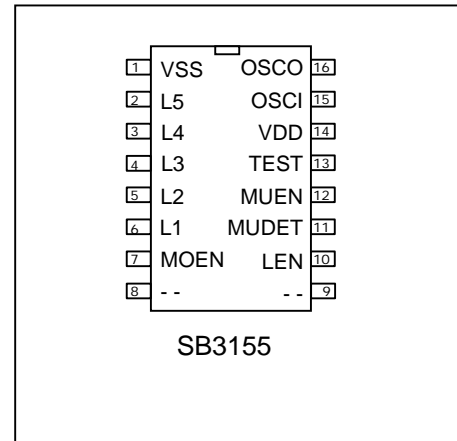 1 VSS OSCO 16
2 L5 OSCI 15
3 L4 VDD 14
4 L3 TEST 13
5 L2 MUEN 12
6 L1 MUDET 11
7 MOEN LEN 10
8 - - - - 9
SB3155